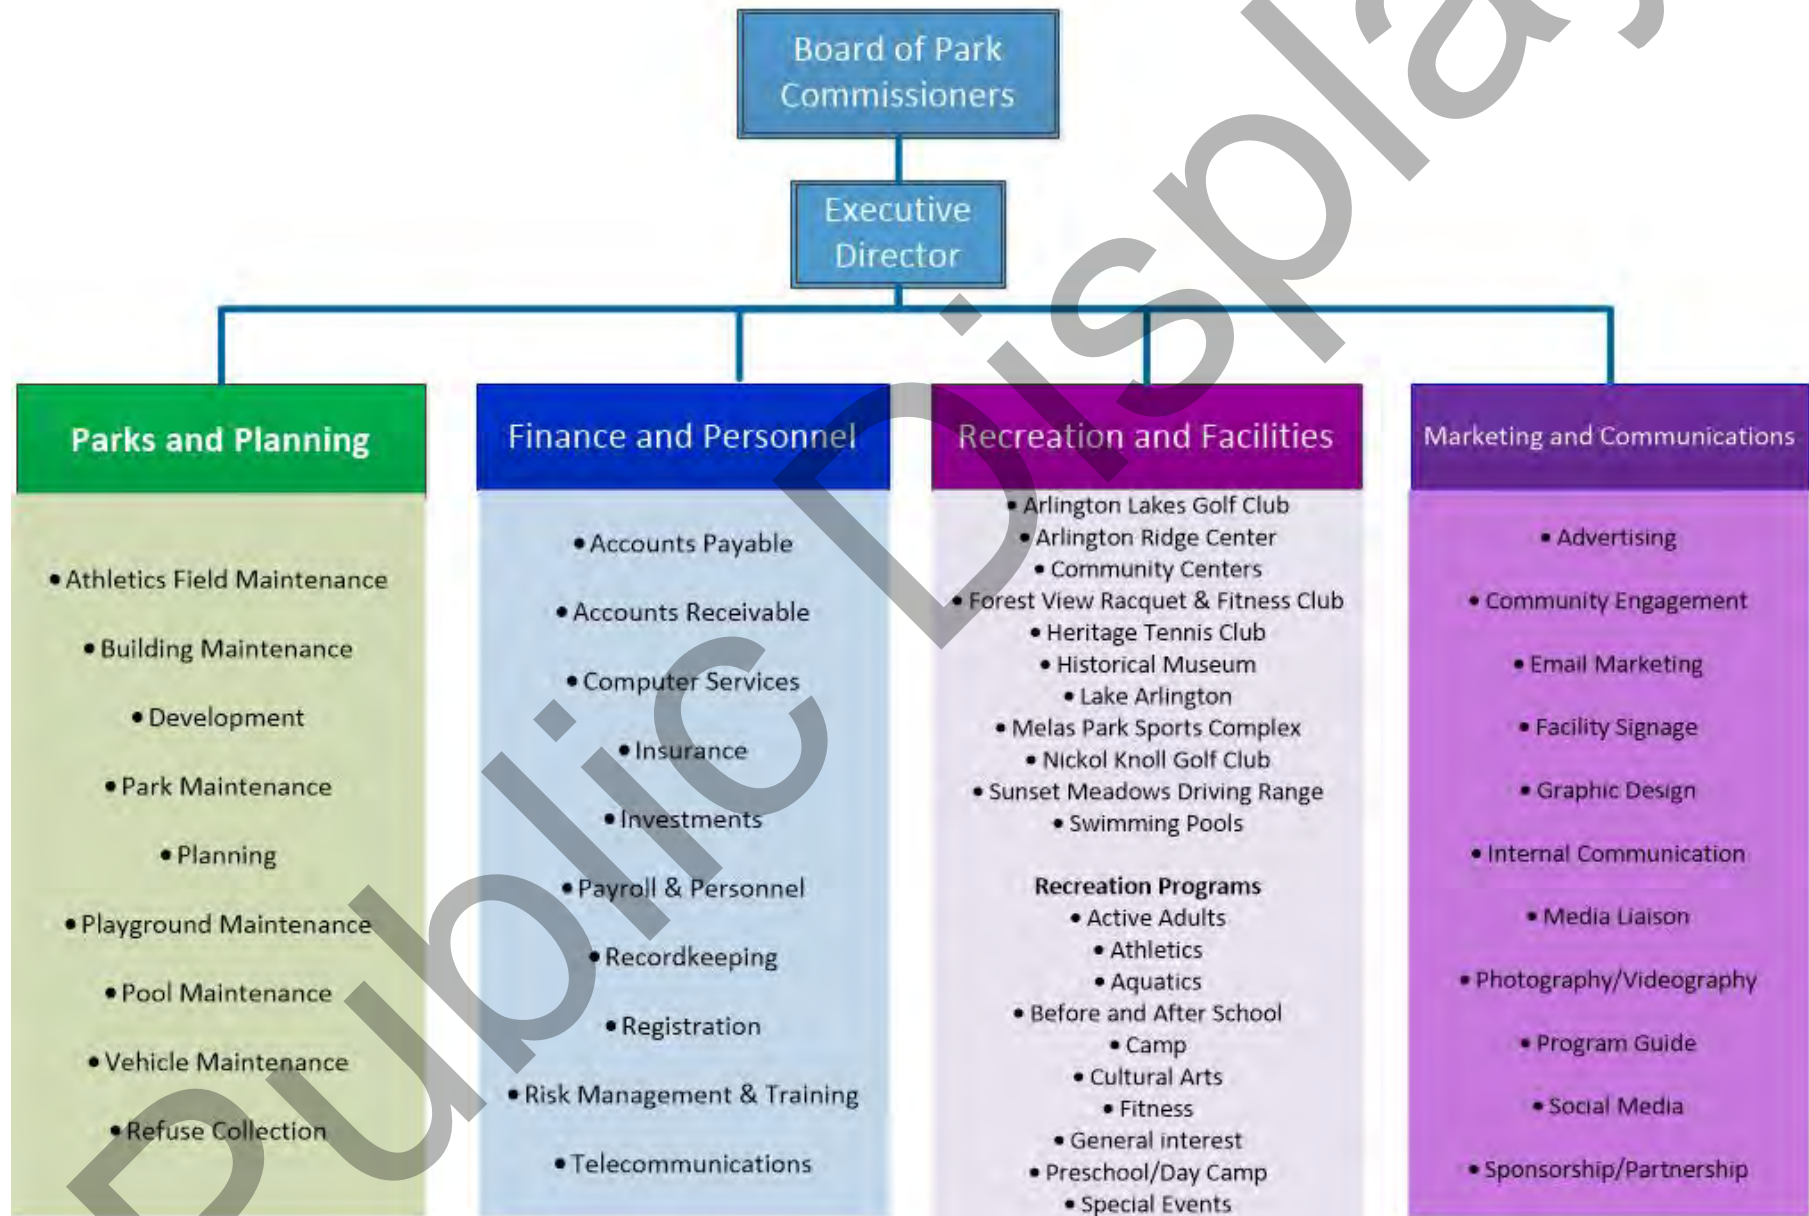 Board of Park
Commissioners
Executive
Director
Parks and Planning
• Athletics Field Maintenance
• Building Maintenance
• Development
• Park Maintenance
• Planning
• Playground Maintenance
• Pool Maintenance
• Vehicle Maintenance
• Refuse Collection
Finance and Personnel
• Accounts Payable
• Accounts Receivable
• Computer Services
• Insurance
• Investments
• Payroll & Personnel
• Recordkeeping
• Registration
• Risk Management & Training
• Telecommunications
Recreation and Facilities
• Arlington Lakes Golf Club
• Arlington Ridge Center
• Community Centers
• Forest View Racquet & Fitness Club
• Heritage Tennis Club
• Historical Museum
• Lake Arlington
• Melas Park Sports Complex
• Nickol Knoll Golf Club
• Sunset Meadows Driving Range
• Swimming Pools
Recreation Programs
• Active Adults
• Athletics
• Aquatics
• Before and After School
• Camp
• Cultural Arts
• Fitness
• General interest
• Preschool/Day Camp
• Special Events
Marketing and Communications
• Advertising
• Community Engagement
• Email Marketing
• Facility Signage
• Graphic Design
• Internal Communication
• Media Liaison
• Photography/Videography
• Program Guide
• Social Media
• Sponsorship/Partnership
Public Display